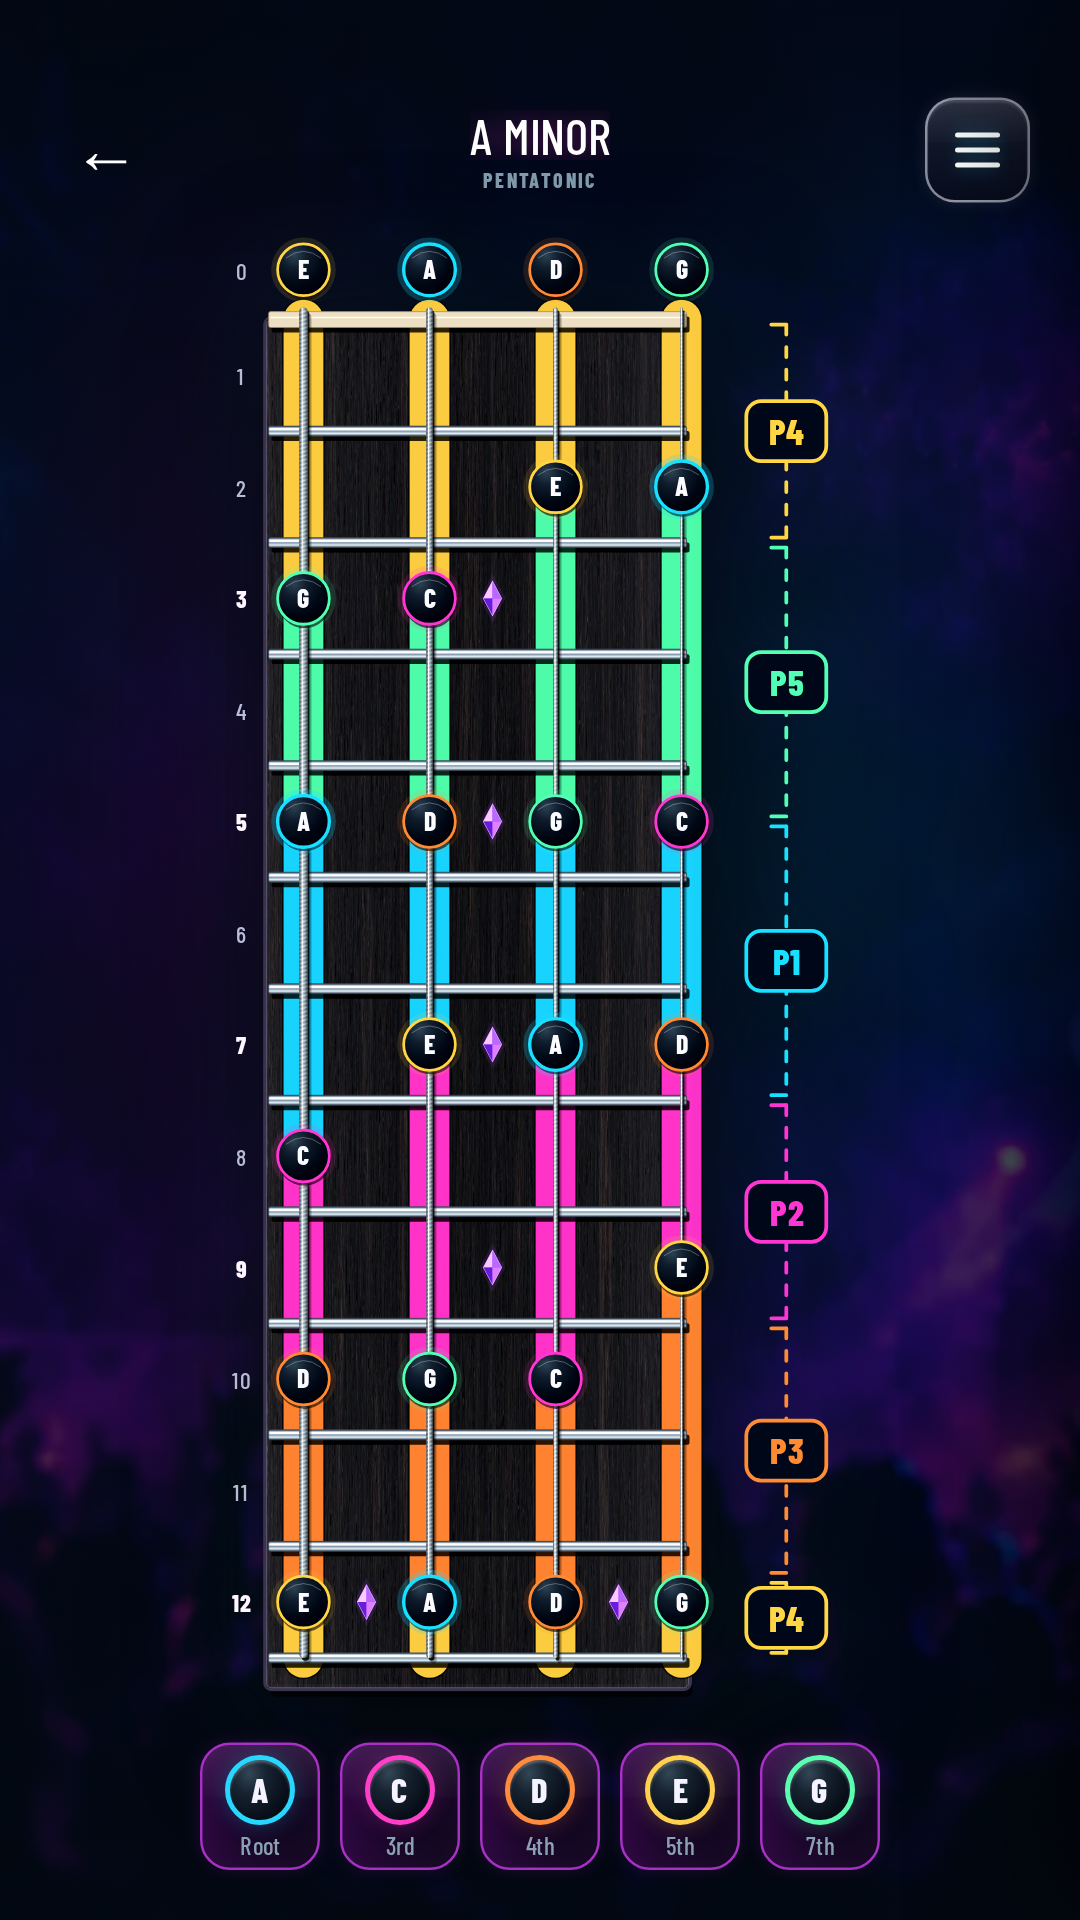 ←
A MINOR
PENTATONIC
0 E A D G
1
P4
2 E A
3 G C
P5
4
5 A D G C
6
P1
7 E A D
8 C
P2
9 E
10 D G C
P3
11
12 E A D G
P4
A C D E G
Root 3rd 4th 5th 7th